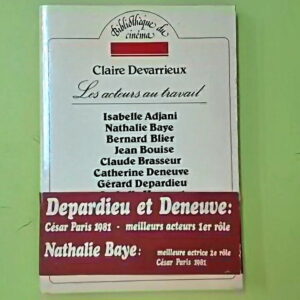 Bibliothèque du
cinéma
Claire Devarrieux
Les acteurs au travail
Isabelle Adjani
Nathalie Baye
Bernard Blier
Jean Bouise
Claude Brasseur
Catherine Deneuve
Gérard Depardieu
Depardieu et Deneuve:
César Paris 1981 - meilleurs acteurs 1er rôle
Nathalie Baye: meilleure actrice 2e rôle
César Paris 1981